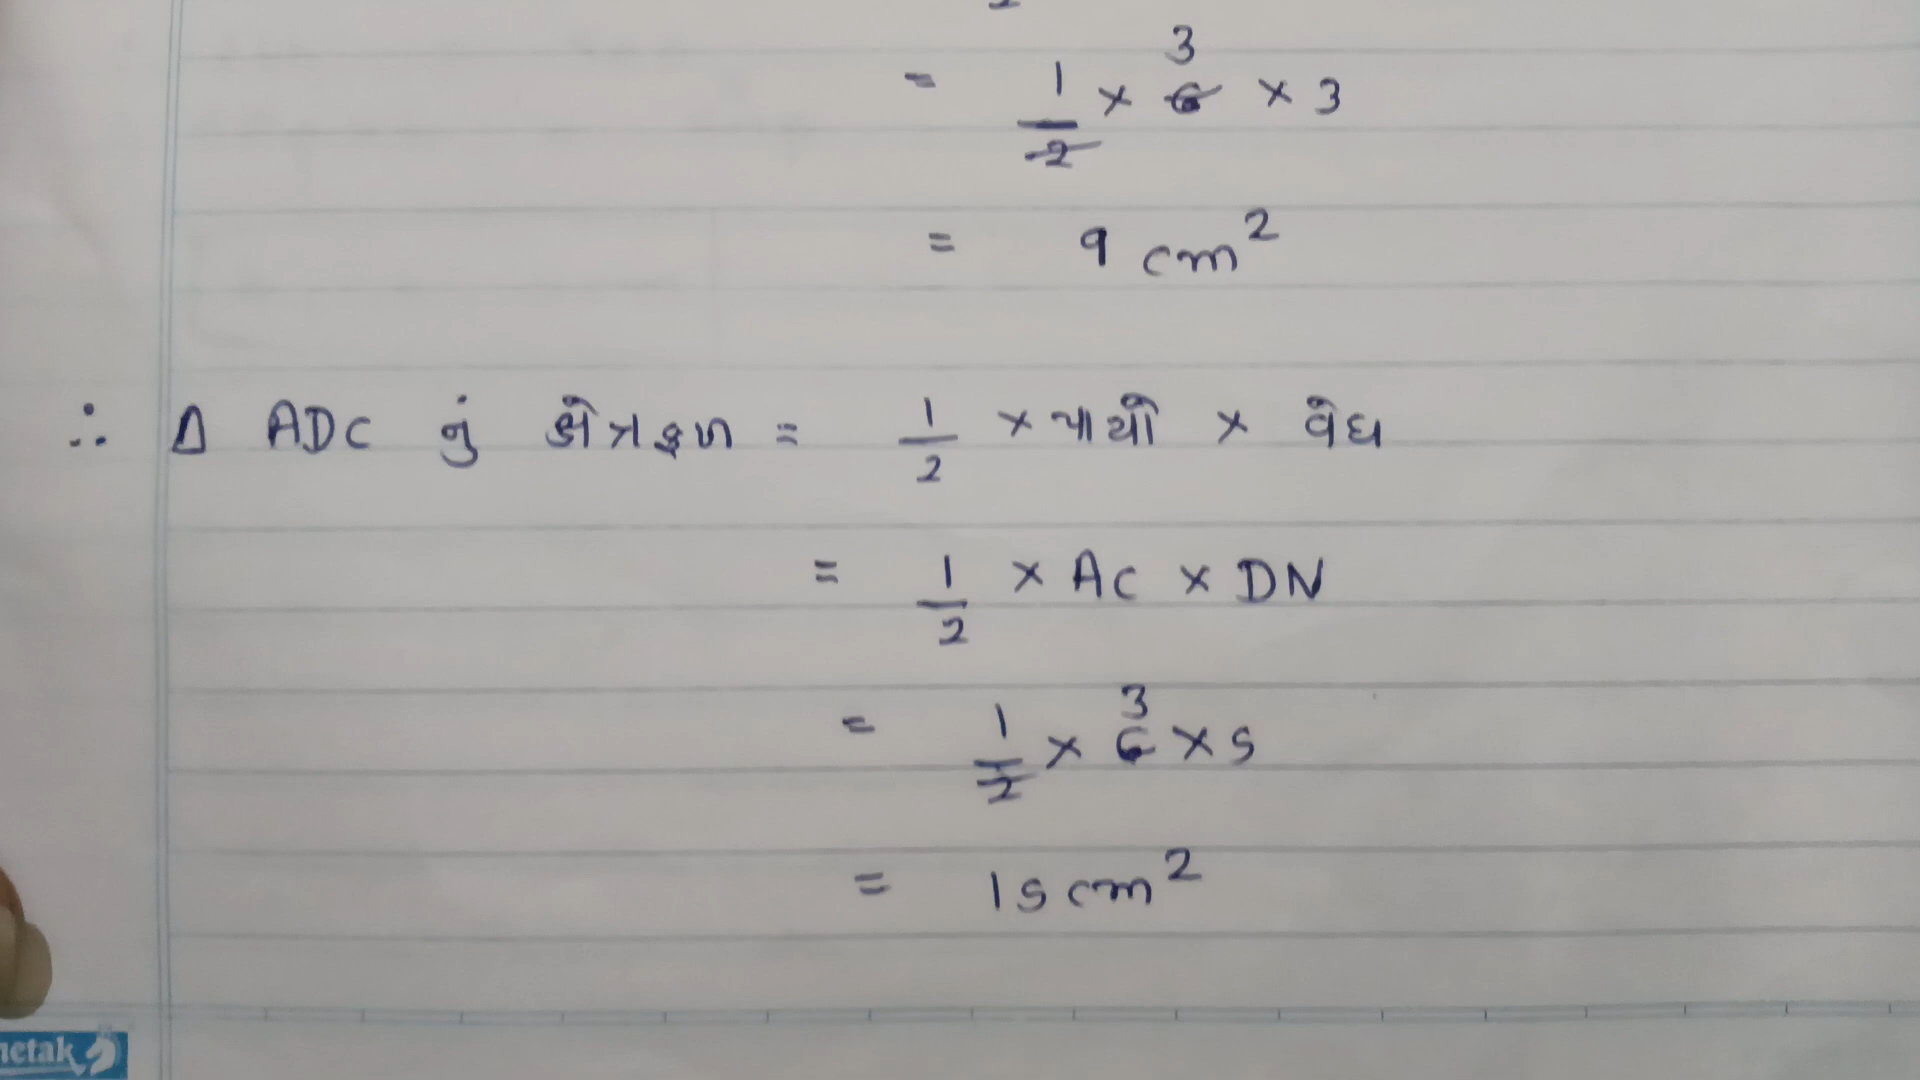 = 1/2 × 6 3 × 3
= 9 cm²
∴ Δ ADC નું ક્ષેત્રફળ = 1/2 × પાયો × વેધ
= 1/2 × AC × DN
= 1/2 × 6 3 × 5
= 15 cm²